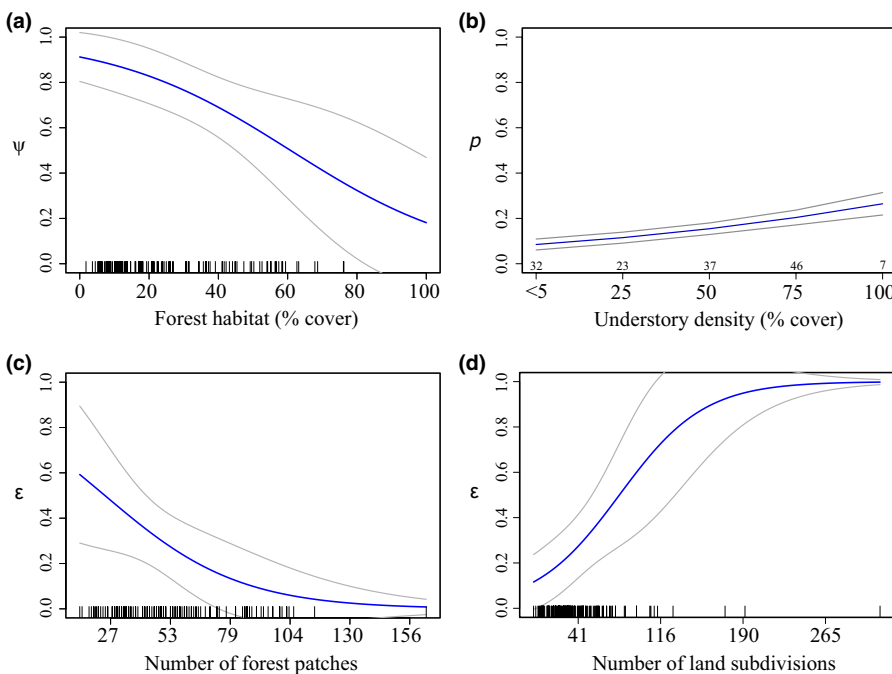 (a)
1.0
0.8
0.6
0.4
0.2
0.0
ψ
0 20 40 60 80 100
Forest habitat (% cover)
(b)
1.0
0.8
0.6
0.4
0.2
0.0
p
32 23 37 46 7
<5 25 50 75 100
Understory density (% cover)
(c)
1.0
0.8
0.6
0.4
0.2
0.0
ε
27 53 79 104 130 156
Number of forest patches
(d)
1.0
0.8
0.6
0.4
0.2
0.0
ε
41 116 190 265
Number of land subdivisions